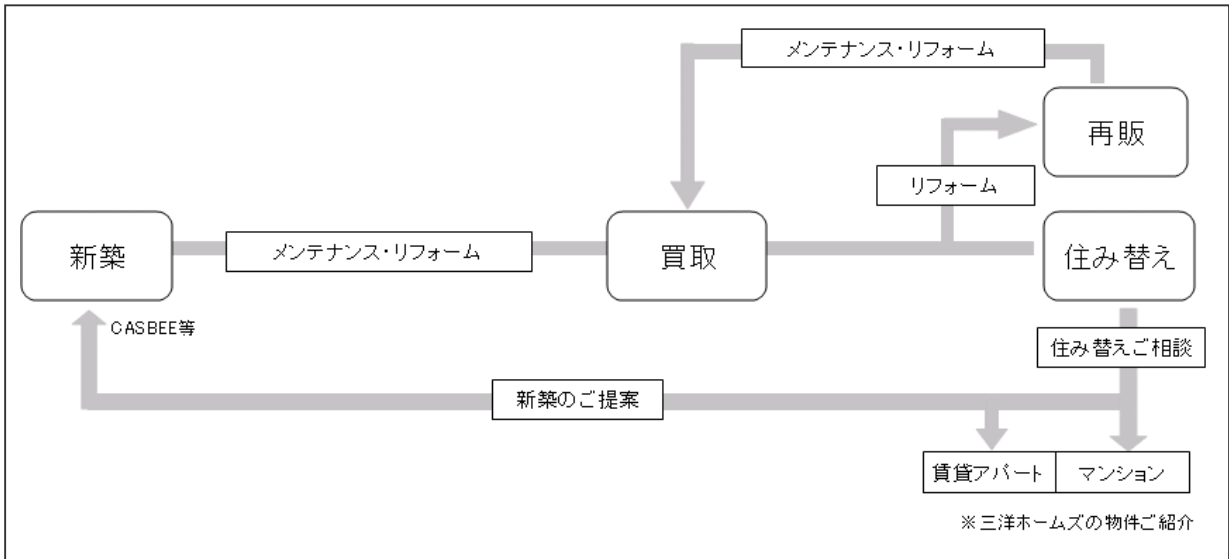 メンテナンス・リフォーム
再販
リフォーム
新築
メンテナンス・リフォーム
買取
住み替え
CASBEE等
住み替えご相談
新築のご提案
賃貸アパート
マンション
※三洋ホームズの物件ご紹介